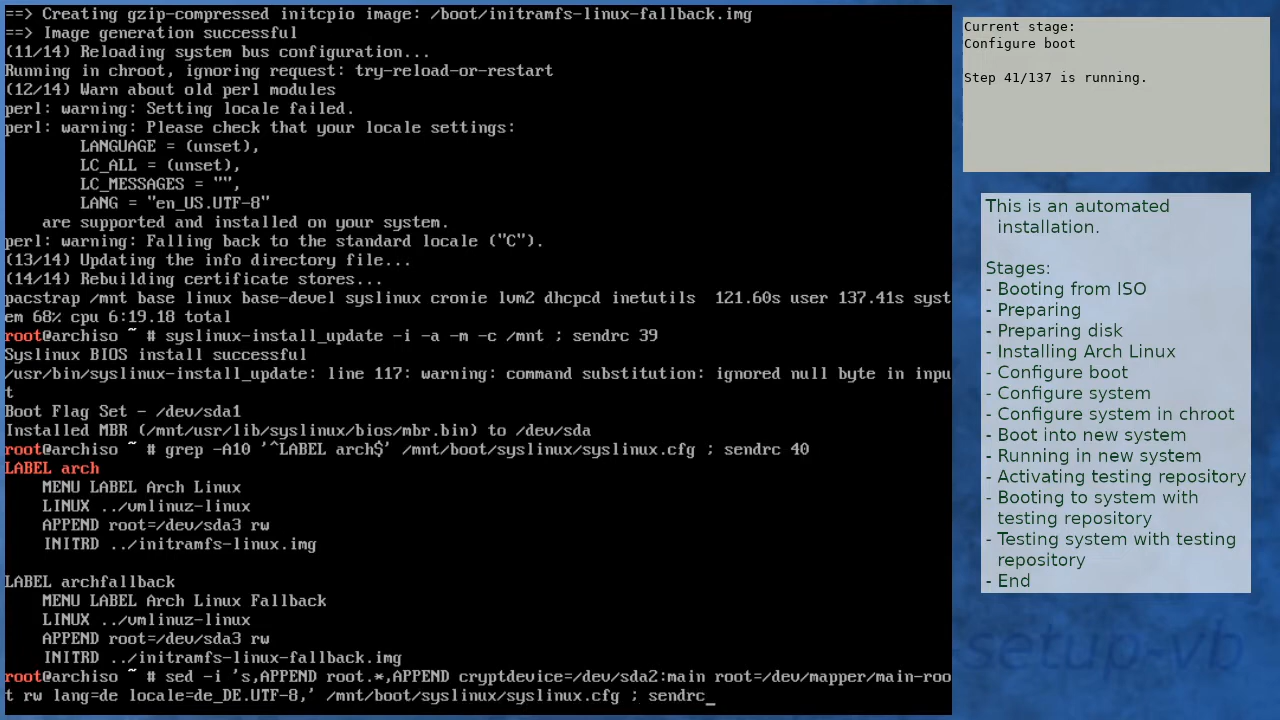 ==> Creating gzip-compressed initcpio image: /boot/initramfs-linux-fallback.img
==> Image generation successful
(11/14) Reloading system bus configuration...
Running in chroot, ignoring request: try-reload-or-restart
(12/14) Warn about old perl modules
perl: warning: Setting locale failed.
perl: warning: Please check that your locale settings:
        LANGUAGE = (unset),
        LC_ALL = (unset),
        LC_MESSAGES = "",
        LANG = "en_US.UTF-8"
    are supported and installed on your system.
perl: warning: Falling back to the standard locale ("C").
(13/14) Updating the info directory file...
(14/14) Rebuilding certificate stores...
pacstrap /mnt base linux base-devel syslinux cronie lvm2 dhcpcd inetutils  121.60s user 137.41s syst
em 68% cpu 6:19.18 total
root@archiso ~ # syslinux-install_update -i -a -m -c /mnt ; sendrc 39
Syslinux BIOS install successful
/usr/bin/syslinux-install_update: line 117: warning: command substitution: ignored null byte in inpu
t
Boot Flag Set - /dev/sda1
Installed MBR (/mnt/usr/lib/syslinux/bios/mbr.bin) to /dev/sda
root@archiso ~ # grep -A10 '^LABEL arch$' /mnt/boot/syslinux/syslinux.cfg ; sendrc 40
LABEL arch
    MENU LABEL Arch Linux
    LINUX ../vmlinuz-linux
    APPEND root=/dev/sda3 rw
    INITRD ../initramfs-linux.img

LABEL archfallback
    MENU LABEL Arch Linux Fallback
    LINUX ../vmlinuz-linux
    APPEND root=/dev/sda3 rw
    INITRD ../initramfs-linux-fallback.img
root@archiso ~ # sed -i 's,APPEND root.*,APPEND cryptdevice=/dev/sda2:main root=/dev/mapper/main-roo
t rw lang=de locale=de_DE.UTF-8,' /mnt/boot/syslinux/syslinux.cfg ; sendrc_
Current stage:
Configure boot

Step 41/137 is running.
This is an automated
installation.

Stages:
- Booting from ISO
- Preparing
- Preparing disk
- Installing Arch Linux
- Configure boot
- Configure system
- Configure system in chroot
- Boot into new system
- Running in new system
- Activating testing repository
- Booting to system with
testing repository
- Testing system with testing
repository
- End
setup-vb